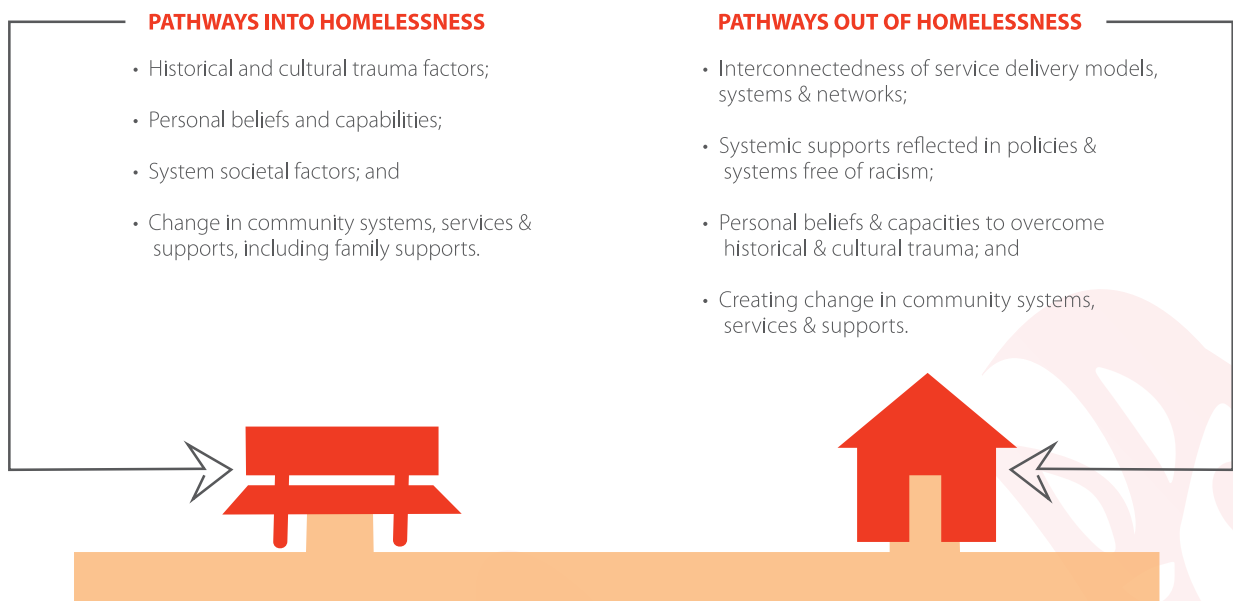 PATHWAYS INTO HOMELESSNESS
• Historical and cultural trauma factors;
• Personal beliefs and capabilities;
• System societal factors; and
• Change in community systems, services &
supports, including family supports.
PATHWAYS OUT OF HOMELESSNESS
• Interconnectedness of service delivery models,
systems & networks;
• Systemic supports reflected in policies &
systems free of racism;
• Personal beliefs & capacities to overcome
historical & cultural trauma; and
• Creating change in community systems,
services & supports.